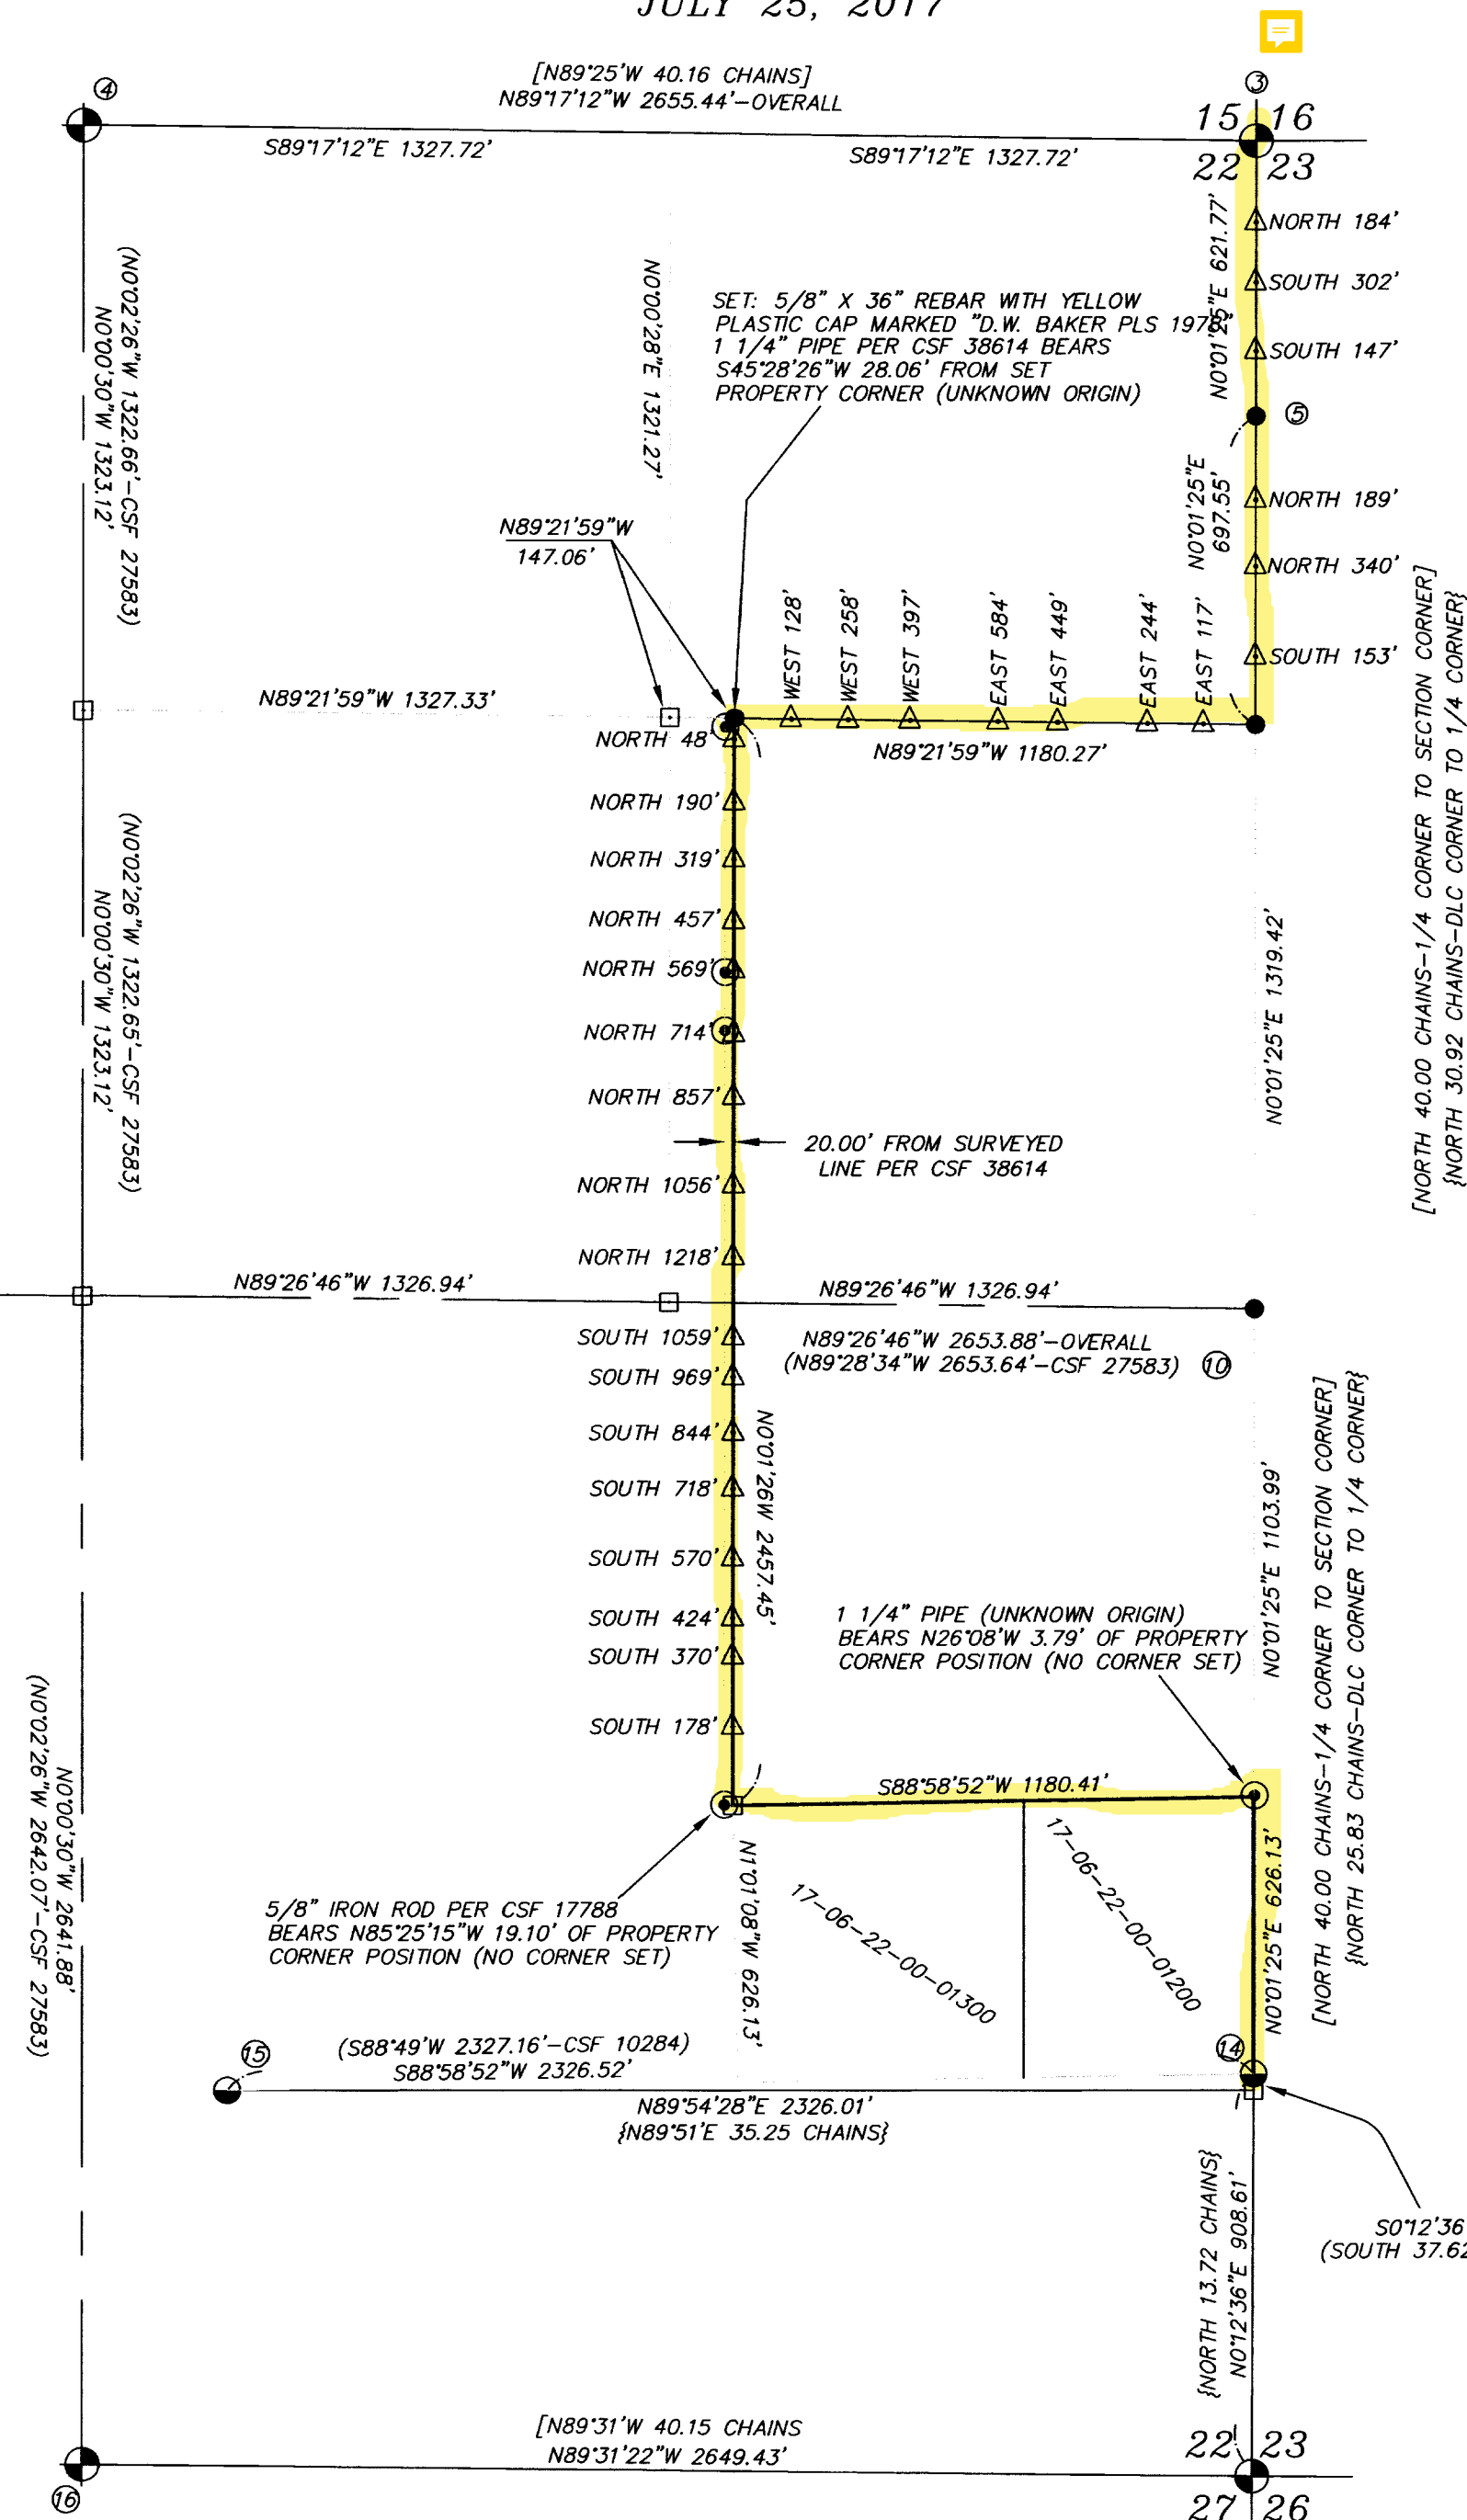 JULY 25, 2017
[N89°25'W 40.16 CHAINS]
N89°17'12"W 2655.44'-OVERALL
4
3
15 16
22 23
S89°17'12"E 1327.72'
S89°17'12"E 1327.72'
N0°01'25"E 621.77'
NORTH 184'
SOUTH 302'
SOUTH 147'
5
(N0°02'26"W 1322.66'-CSF 27583)
N0°00'30"W 1323.12'
N0°00'28"E 1321.27'
SET: 5/8" X 36" REBAR WITH YELLOW
PLASTIC CAP MARKED "D.W. BAKER PLS 1978"
1 1/4" PIPE PER CSF 38614 BEARS
S45°28'26"W 28.06' FROM SET
PROPERTY CORNER (UNKNOWN ORIGIN)
N0°01'25"E
697.55'
NORTH 189'
NORTH 340'
SOUTH 153'
N89°21'59"W
147.06'
WEST 128'
WEST 258'
WEST 397'
EAST 584'
EAST 449'
EAST 244'
EAST 117'
N89°21'59"W 1327.33'
N89°21'59"W 1180.27'
[NORTH 40.00 CHAINS-1/4 CORNER TO SECTION CORNER]
{NORTH 30.92 CHAINS-DLC CORNER TO 1/4 CORNER}
NORTH 48'
NORTH 190'
NORTH 319'
NORTH 457'
NORTH 569'
NORTH 714'
NORTH 857'
NORTH 1056'
NORTH 1218'
(N0°02'26"W 1322.65'-CSF 27583)
N0°00'30"W 1323.12'
N0°01'25"E 1319.42'
20.00' FROM SURVEYED
LINE PER CSF 38614
N89°26'46"W 1326.94'
N89°26'46"W 1326.94'
N89°26'46"W 2653.88'-OVERALL
(N89°28'34"W 2653.64'-CSF 27583)
10
SOUTH 1059'
SOUTH 969'
SOUTH 844'
SOUTH 718'
SOUTH 570'
SOUTH 424'
SOUTH 370'
SOUTH 178'
N0°01'26W 2457.45'
N0°01'25"E 1103.99'
[NORTH 40.00 CHAINS-1/4 CORNER TO SECTION CORNER]
{NORTH 25.83 CHAINS-DLC CORNER TO 1/4 CORNER}
1 1/4" PIPE (UNKNOWN ORIGIN)
BEARS N26°08'W 3.79' OF PROPERTY
CORNER POSITION (NO CORNER SET)
S88°58'52"W 1180.41'
N0°00'30"W 2641.88'
(N0°02'26"W 2642.07'-CSF 27583)
5/8" IRON ROD PER CSF 17788
BEARS N85°25'15"W 19.10' OF PROPERTY
CORNER POSITION (NO CORNER SET)
N1°01'08"W 626.13'
17-06-22-00-01300
17-06-22-00-01200
N0°01'25"E 626.13'
14
15
(S88°49'W 2327.16'-CSF 10284)
S88°58'52"W 2326.52'
N89°54'28"E 2326.01'
{N89°51'E 35.25 CHAINS}
{NORTH 13.72 CHAINS}
N0°12'36"E 908.61'
S0°12'36
(SOUTH 37.62
[N89°31'W 40.15 CHAINS
N89°31'22"W 2649.43'
16
22 23
27 26